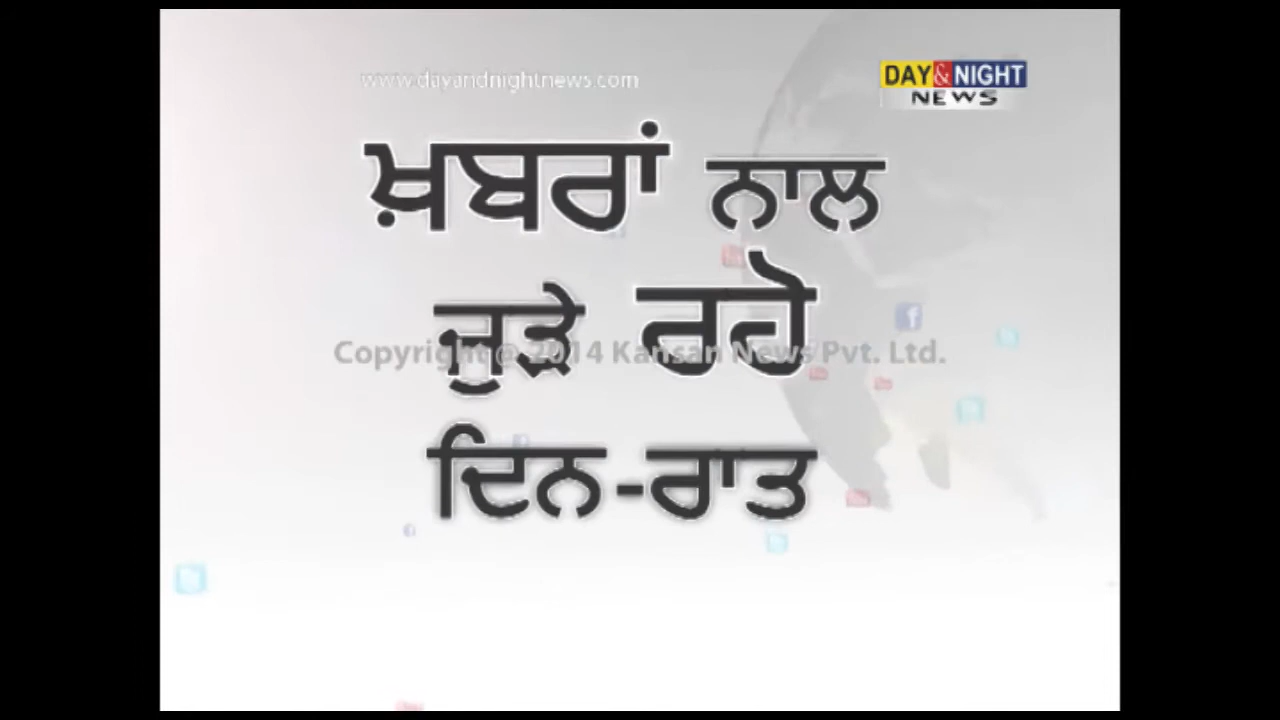 www.dayandnightnews.com
DAY&NIGHT
NEWS
ਖ਼ਬਰਾਂ ਨਾਲ
ਜੁੜੇ ਰਹੋ
Copyright @ 2014 Kansan News Pvt. Ltd.
ਦਿਨ-ਰਾਤ